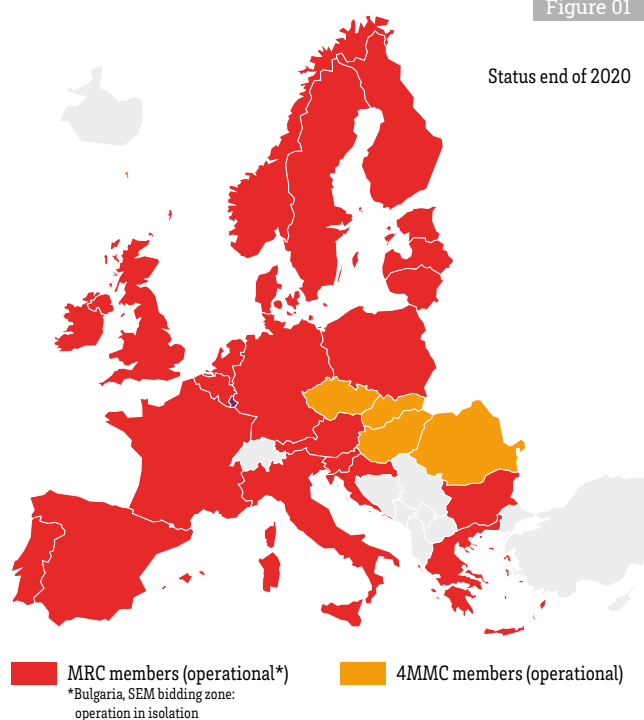 Figure 01
Status end of 2020
MRC members (operational*)
*Bulgaria, SEM bidding zone:
operation in isolation
4MMC members (operational)